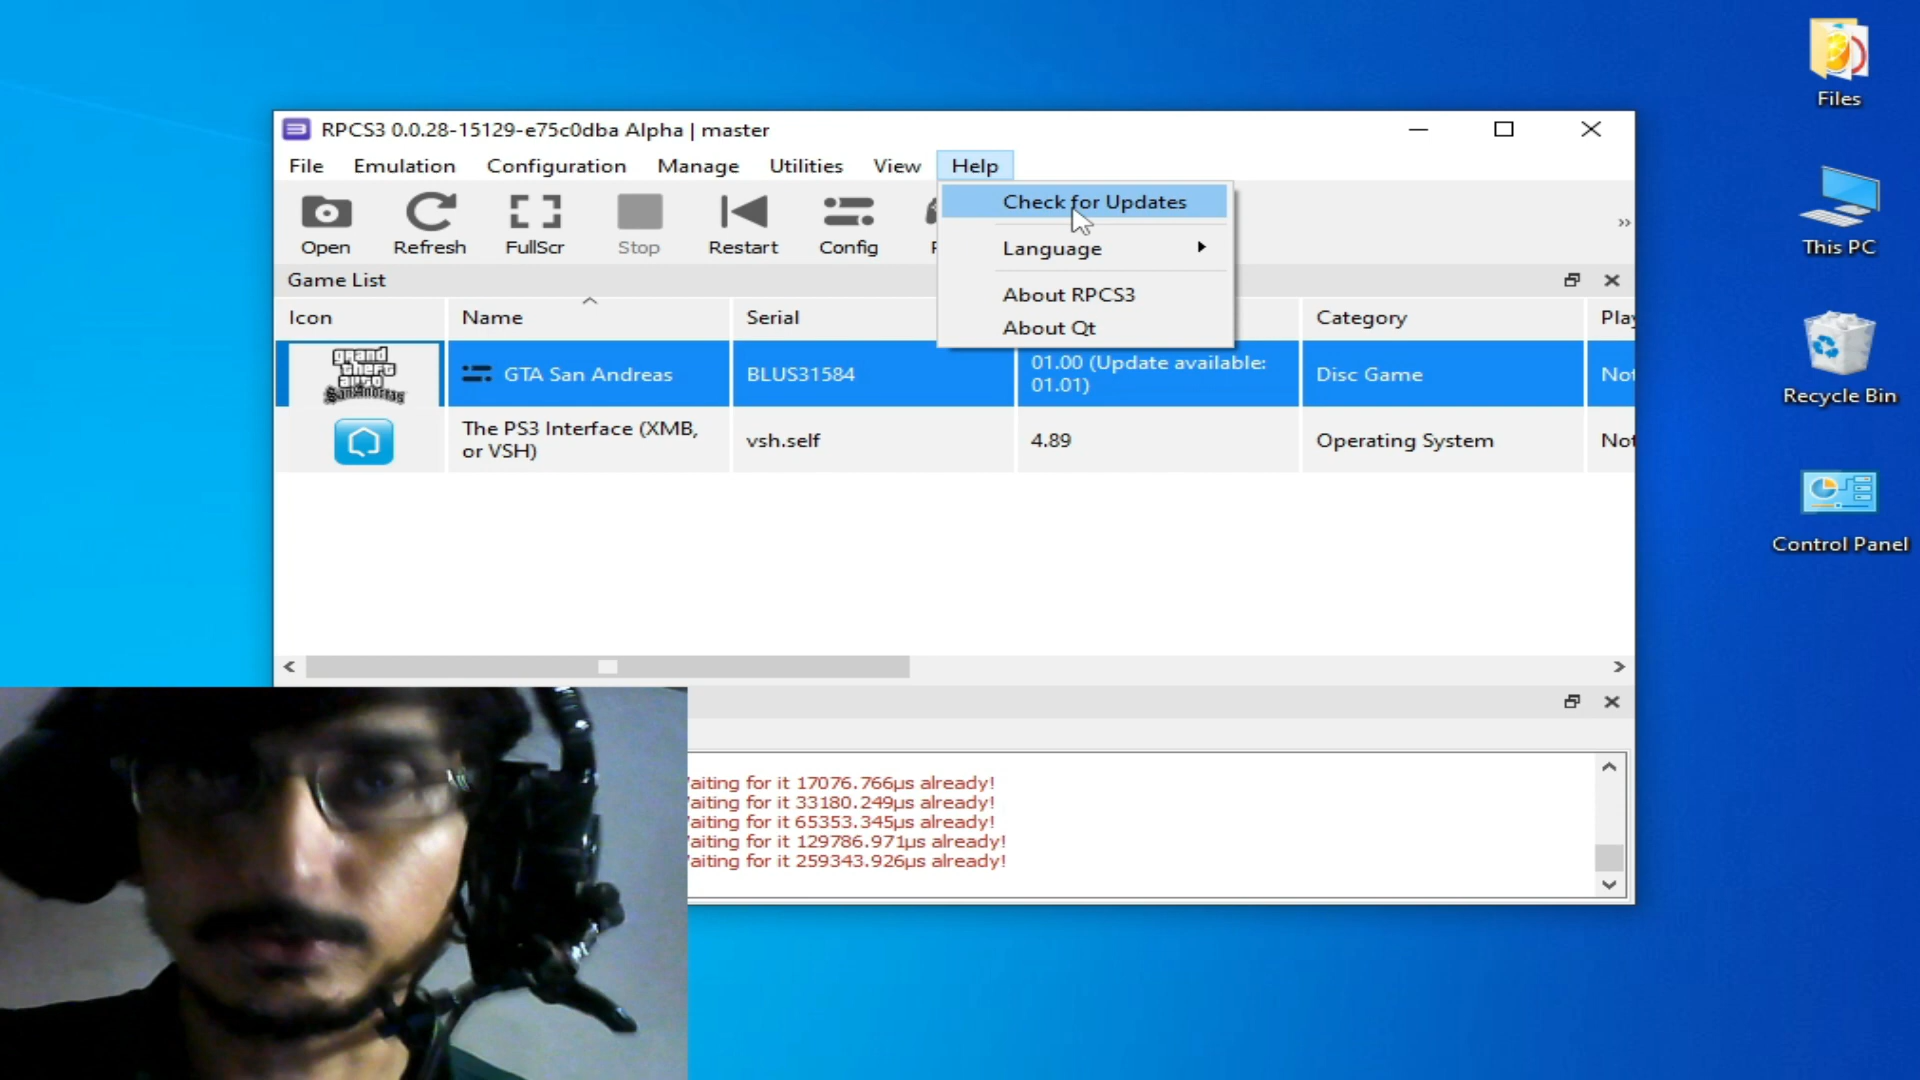 RPCS3 0.0.28-15129-e75c0dba Alpha | master
File Emulation Configuration Manage Utilities View Help
Open Refresh FullScr Stop Restart Config
Check for Updates
Language
About RPCS3
About Qt
Game List
Icon Name Serial Category Play
grand theft auto SanAndreas
GTA San Andreas BLUS31584 01.00 (Update available: 01.01) Disc Game Not
The PS3 Interface (XMB, or VSH) vsh.self 4.89 Operating System Not
aiting for it 17076.766µs already!
aiting for it 33180.249µs already!
aiting for it 65353.345µs already!
aiting for it 129786.971µs already!
aiting for it 259343.926µs already!
Files
This PC
Recycle Bin
Control Panel